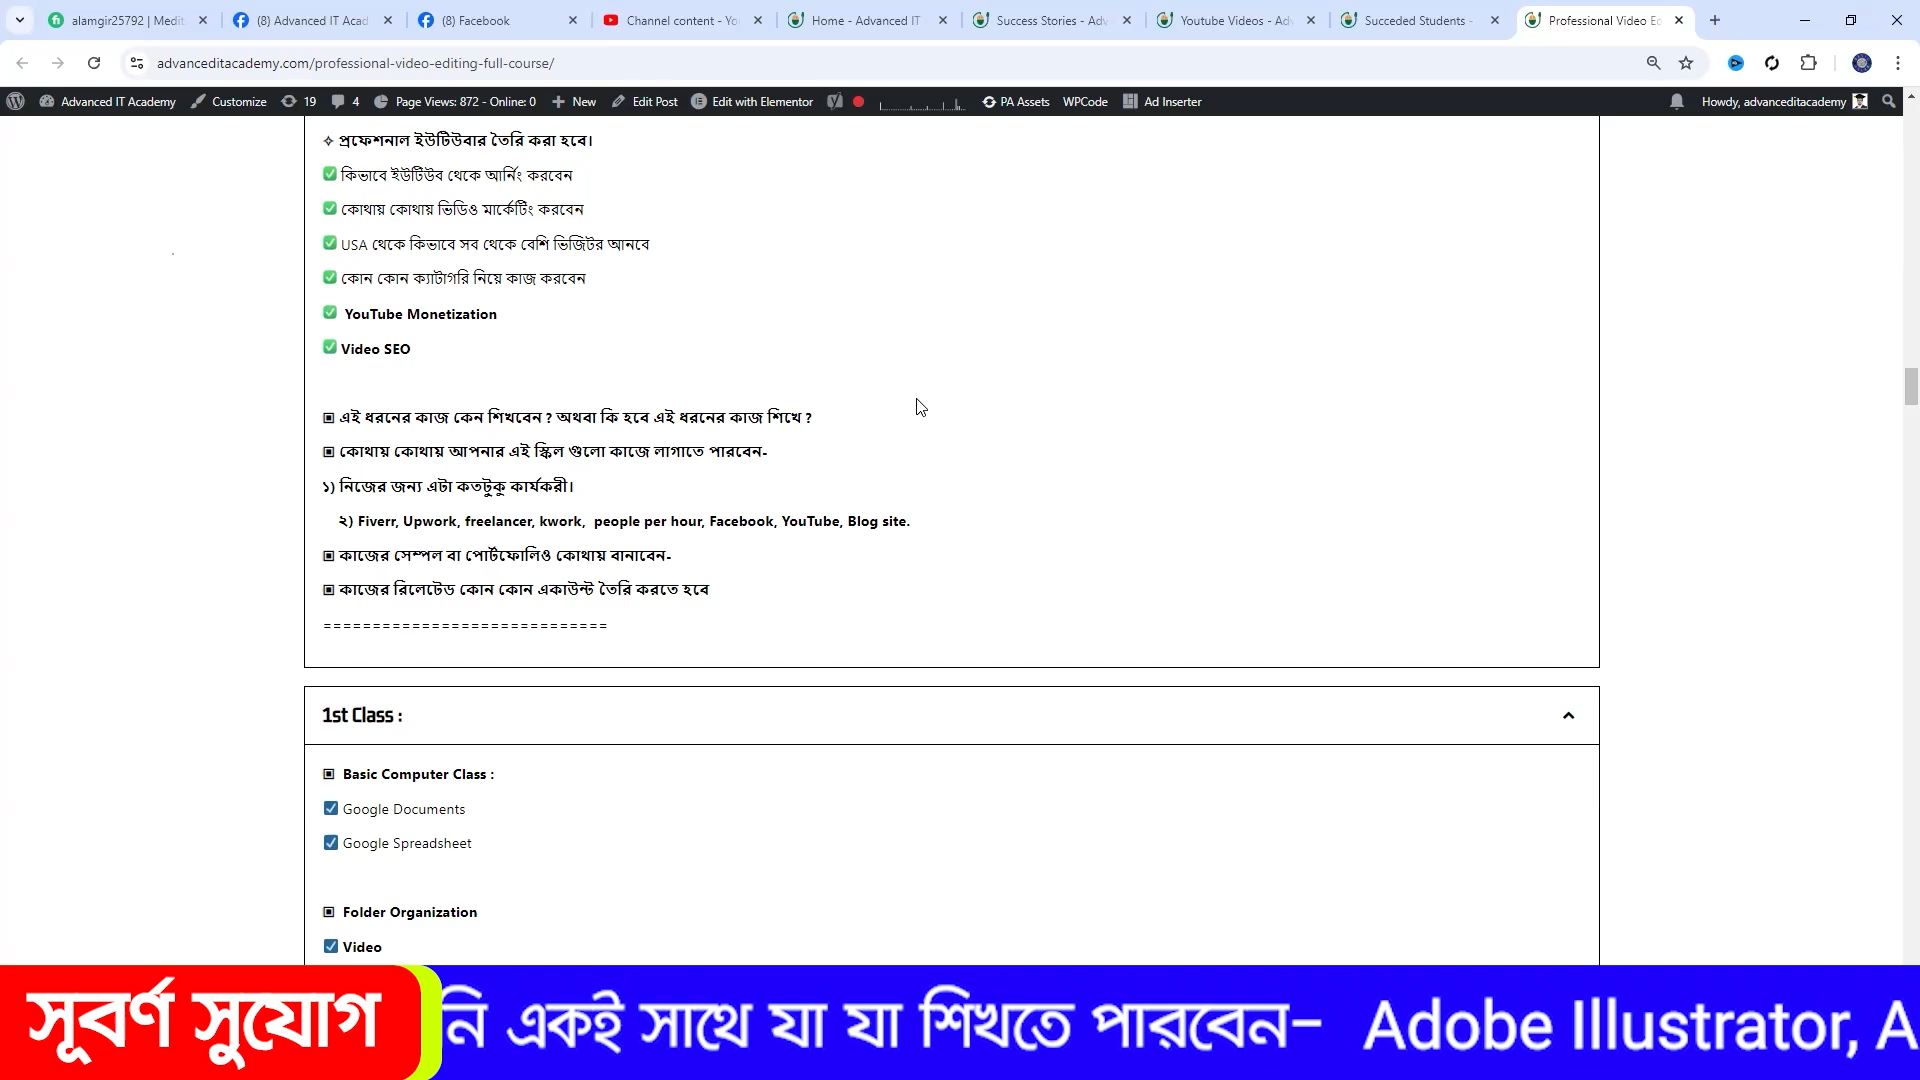 alamgir25792 | Medit
(8) Advanced IT Acad
(8) Facebook
Channel content - Yo
Home - Advanced IT
Success Stories - Adv
Youtube Videos - Adv
Succeded Students -
Professional Video Ec
advanceditacademy.com/professional-video-editing-full-course/
Advanced IT Academy
Customize
19
4
Page Views: 872 - Online: 0
New
Edit Post
Edit with Elementor
PA Assets
WPCode
Ad Inserter
Howdy, advanceditacademy
✧ প্রফেশনাল ইউটিউবার তৈরি করা হবে।
✅ কিভাবে ইউটিউব থেকে আর্নিং করবেন
✅ কোথায় কোথায় ভিডিও মার্কেটিং করবেন
✅ USA থেকে কিভাবে সব থেকে বেশি ভিজিটর আনবে
✅ কোন কোন ক্যাটাগরি নিয়ে কাজ করবেন
✅ YouTube Monetization
✅ Video SEO
▣ এই ধরনের কাজ কেন শিখবেন ? অথবা কি হবে এই ধরনের কাজ শিখে ?
▣ কোথায় কোথায় আপনার এই স্কিল গুলো কাজে লাগাতে পারবেন-
১) নিজের জন্য এটা কতটুকু কার্যকরী।
২) Fiverr, Upwork, freelancer, kwork, people per hour, Facebook, YouTube, Blog site.
▣ কাজের সেম্পল বা পোর্টফোলিও কোথায় বানাবেন-
▣ কাজের রিলেটেড কোন কোন একাউন্ট তৈরি করতে হবে
=============================
1st Class :
▣ Basic Computer Class :
☑ Google Documents
☑ Google Spreadsheet
▣ Folder Organization
☑ Video
সূবর্ণ সুযোগ
নি একই সাথে যা যা শিখতে পারবেন– Adobe Illustrator, A